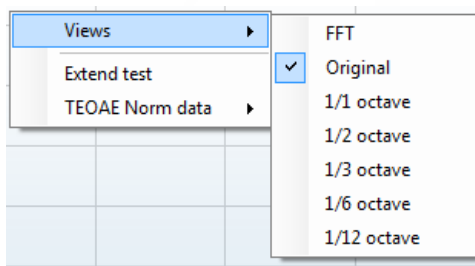 Views
Extend test
TEOAE Norm data
FFT
Original
1/1 octave
1/2 octave
1/3 octave
1/6 octave
1/12 octave